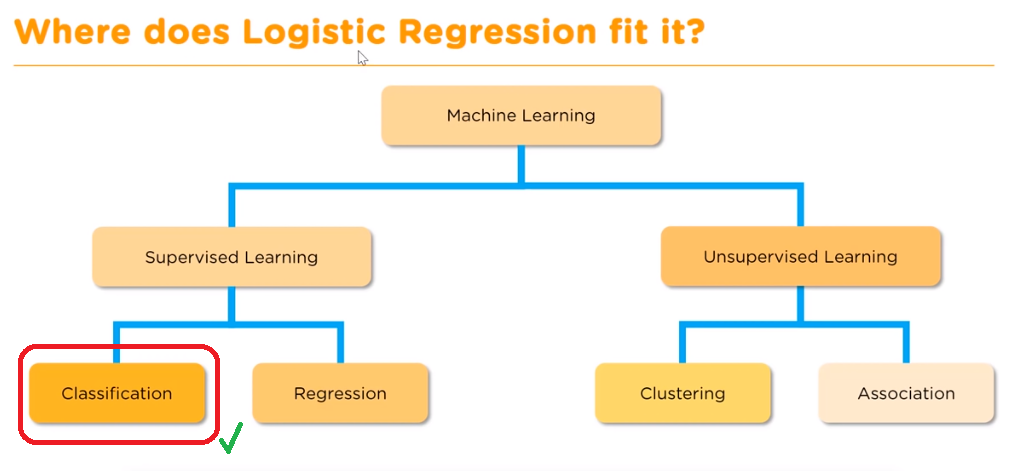 Where does Logistic Regression fit it?
Machine Learning
Supervised Learning
Unsupervised Learning
Classification
Regression
Clustering
Association